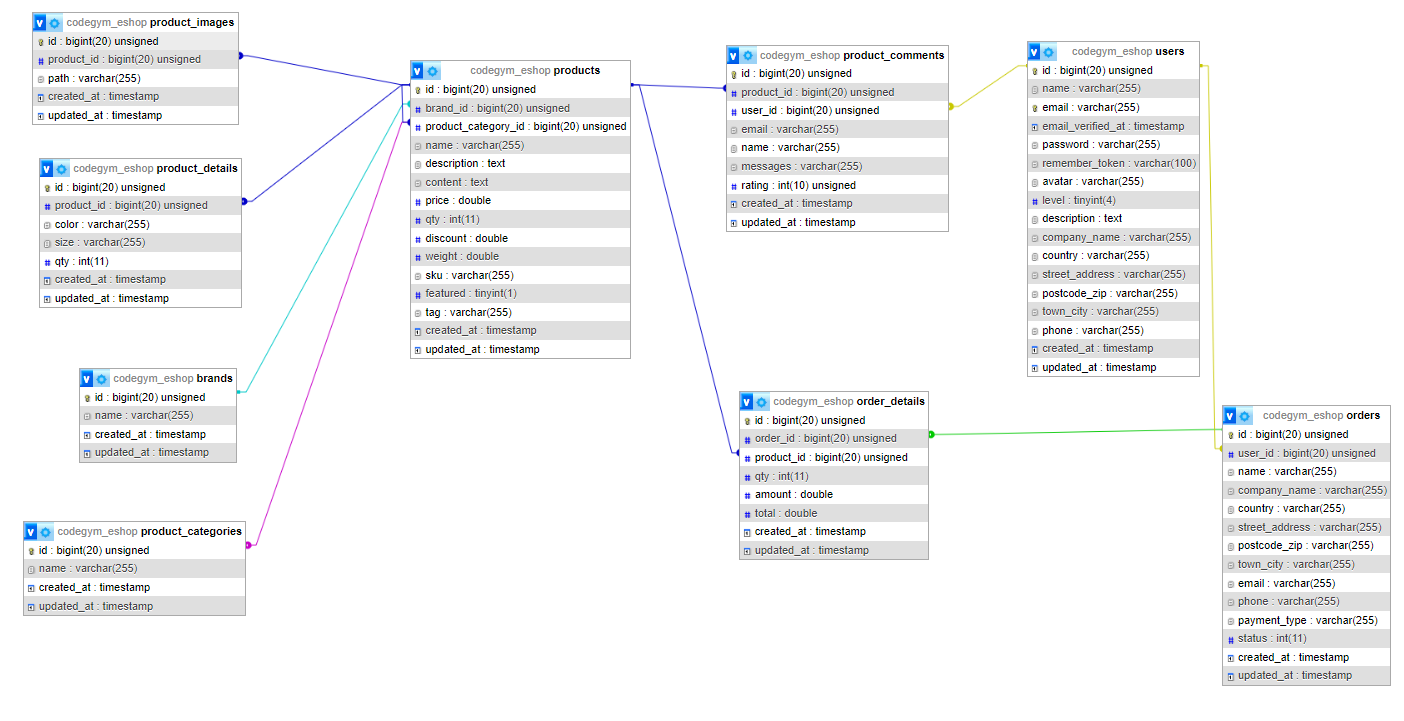 codegym_eshop product_images
id : bigint(20) unsigned
product_id : bigint(20) unsigned
path : varchar(255)
created_at : timestamp
updated_at : timestamp
codegym_eshop product_details
id : bigint(20) unsigned
product_id : bigint(20) unsigned
color : varchar(255)
size : varchar(255)
qty : int(11)
created_at : timestamp
updated_at : timestamp
codegym_eshop brands
id : bigint(20) unsigned
name : varchar(255)
created_at : timestamp
updated_at : timestamp
codegym_eshop product_categories
id : bigint(20) unsigned
name : varchar(255)
created_at : timestamp
updated_at : timestamp
codegym_eshop products
id : bigint(20) unsigned
brand_id : bigint(20) unsigned
product_category_id : bigint(20) unsigned
name : varchar(255)
description : text
content : text
price : double
qty : int(11)
discount : double
weight : double
sku : varchar(255)
featured : tinyint(1)
tag : varchar(255)
created_at : timestamp
updated_at : timestamp
codegym_eshop product_comments
id : bigint(20) unsigned
product_id : bigint(20) unsigned
user_id : bigint(20) unsigned
email : varchar(255)
name : varchar(255)
messages : varchar(255)
rating : int(10) unsigned
created_at : timestamp
updated_at : timestamp
codegym_eshop order_details
id : bigint(20) unsigned
order_id : bigint(20) unsigned
product_id : bigint(20) unsigned
qty : int(11)
amount : double
total : double
created_at : timestamp
updated_at : timestamp
codegym_eshop users
id : bigint(20) unsigned
name : varchar(255)
email : varchar(255)
email_verified_at : timestamp
password : varchar(255)
remember_token : varchar(100)
avatar : varchar(255)
level : tinyint(4)
description : text
company_name : varchar(255)
country : varchar(255)
street_address : varchar(255)
postcode_zip : varchar(255)
town_city : varchar(255)
phone : varchar(255)
created_at : timestamp
updated_at : timestamp
codegym_eshop orders
id : bigint(20) unsigned
user_id : bigint(20) unsigned
name : varchar(255)
company_name : varchar(255)
country : varchar(255)
street_address : varchar(255)
postcode_zip : varchar(255)
town_city : varchar(255)
email : varchar(255)
phone : varchar(255)
payment_type : varchar(255)
status : int(11)
created_at : timestamp
updated_at : timestamp